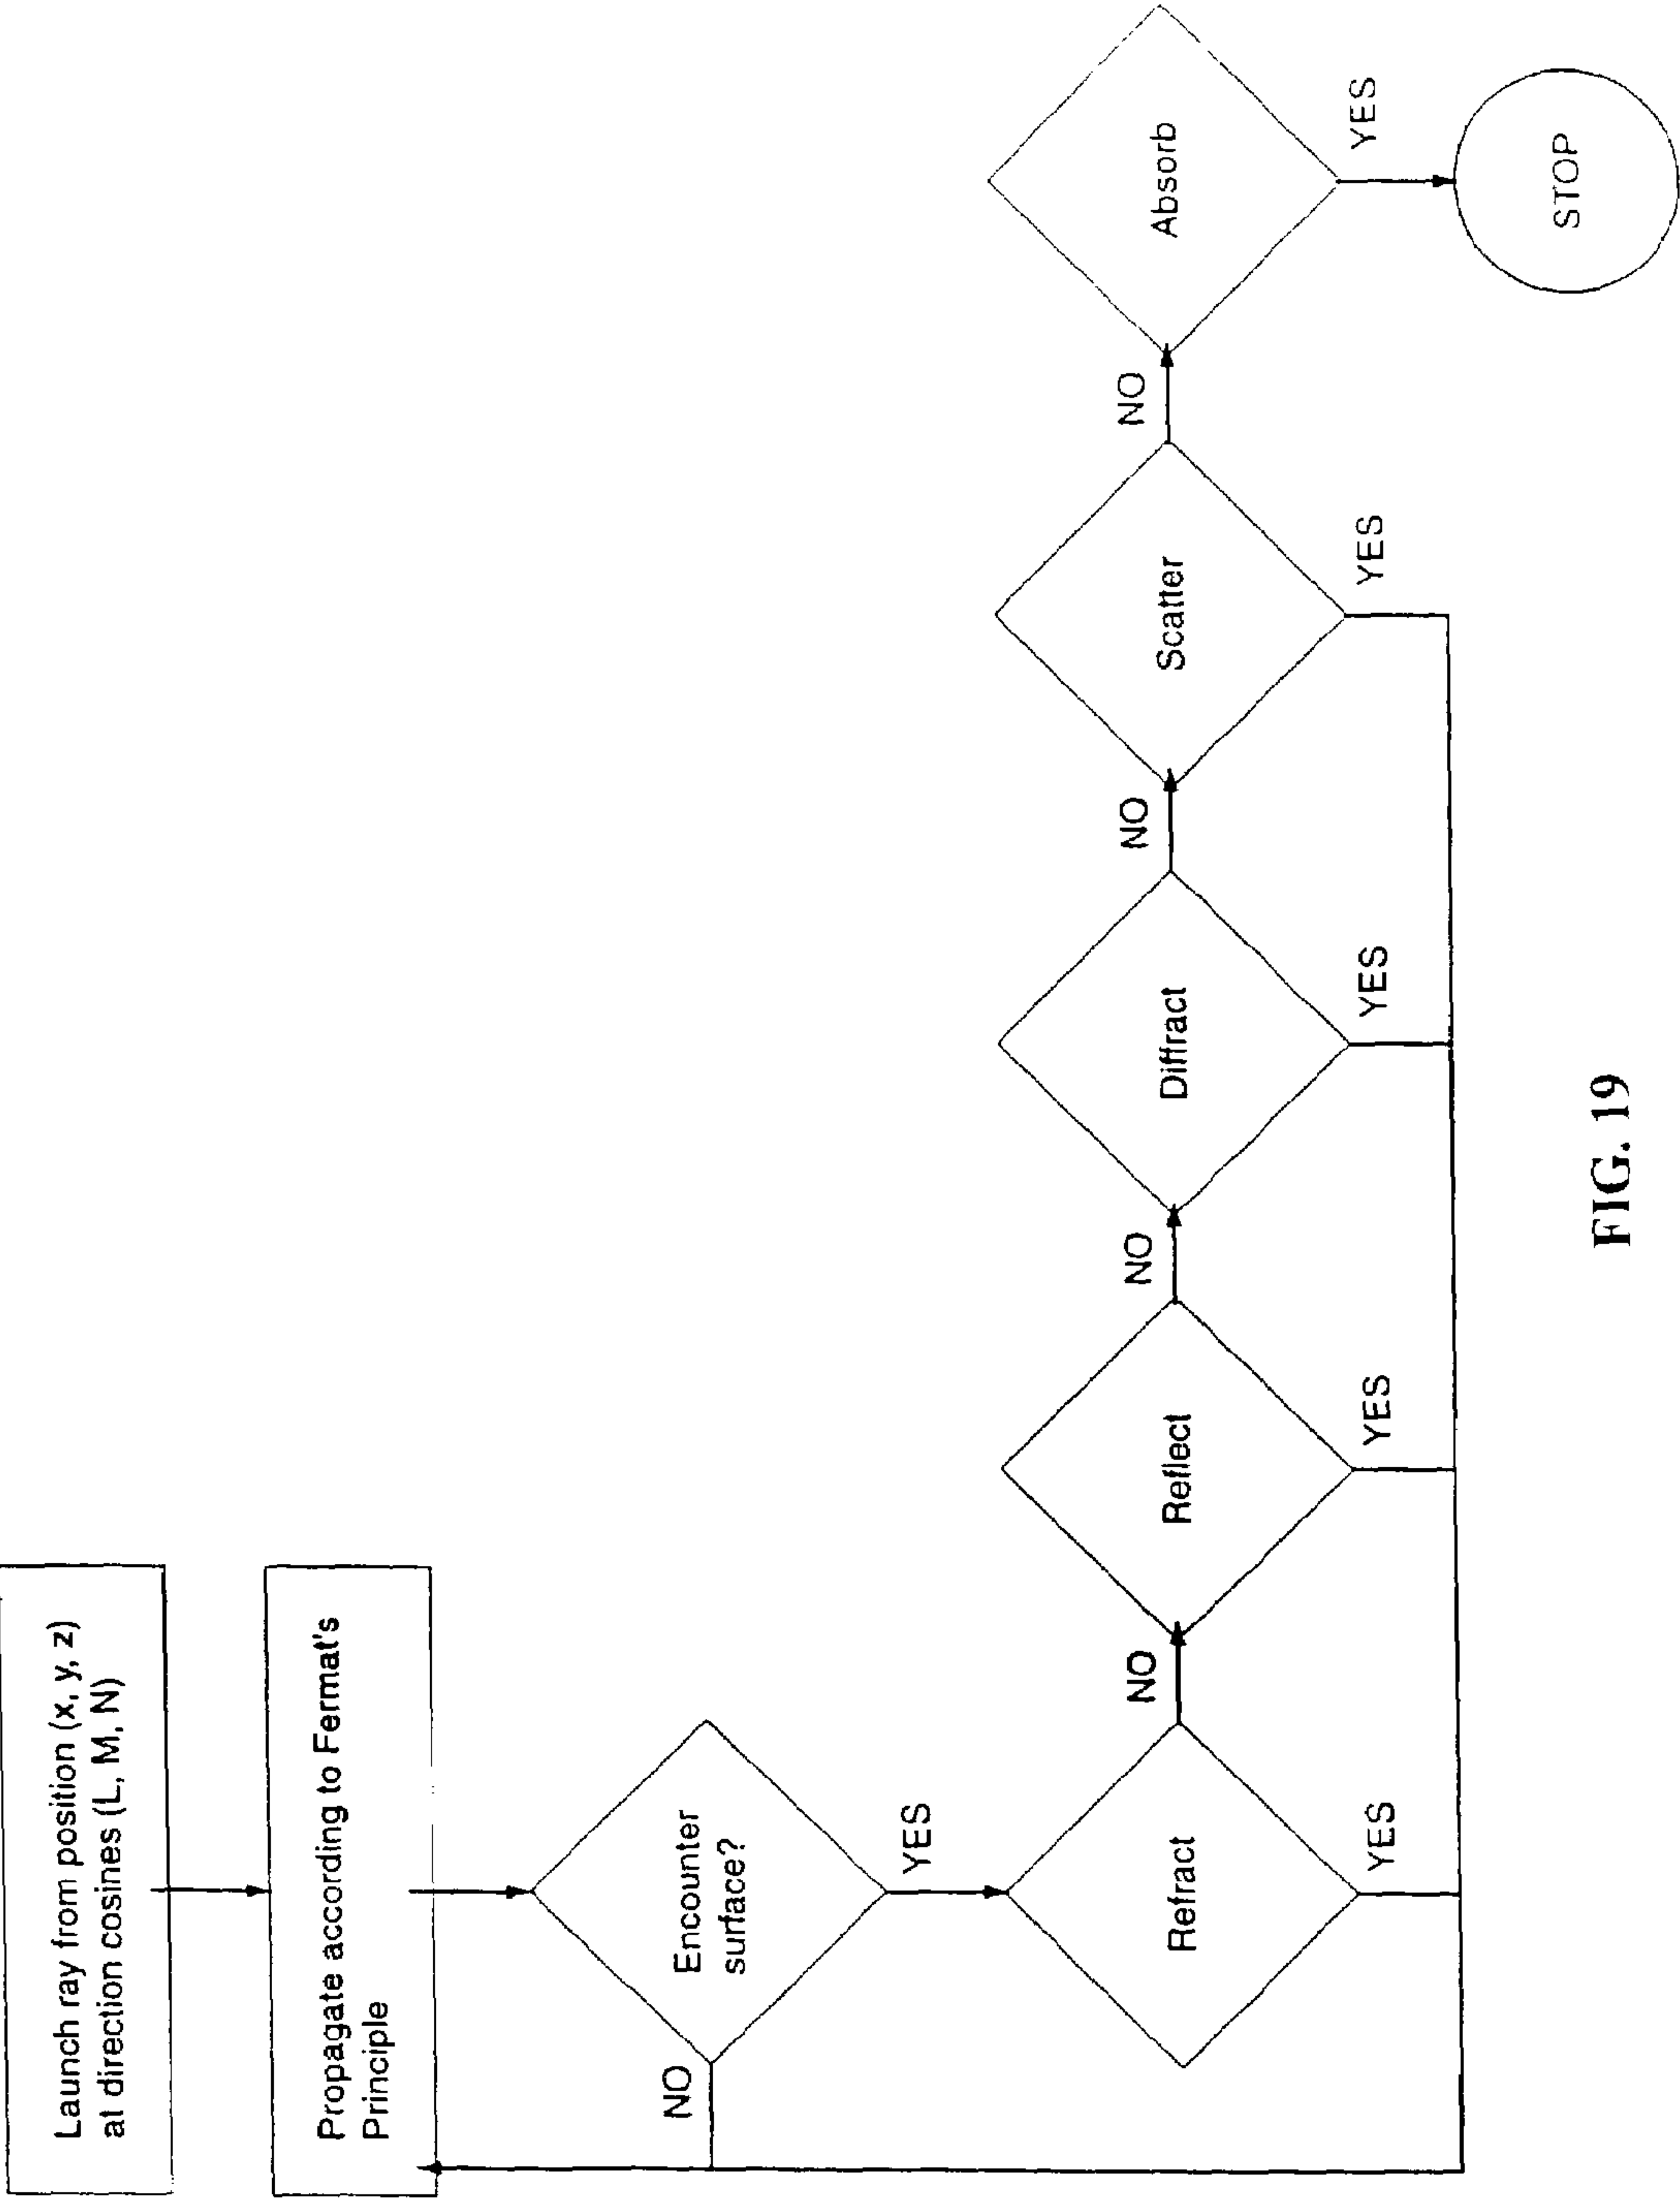 Launch ray from position (x, y, z)
at direction cosines (L, M, N)
Propagate according to Fermat's
Principle
Encounter
surface?
NO
YES
Refract
NO
YES
Reflect
NO
YES
Diffract
NO
YES
Scatter
NO
YES
Absorb
YES
STOP
FIG. 19